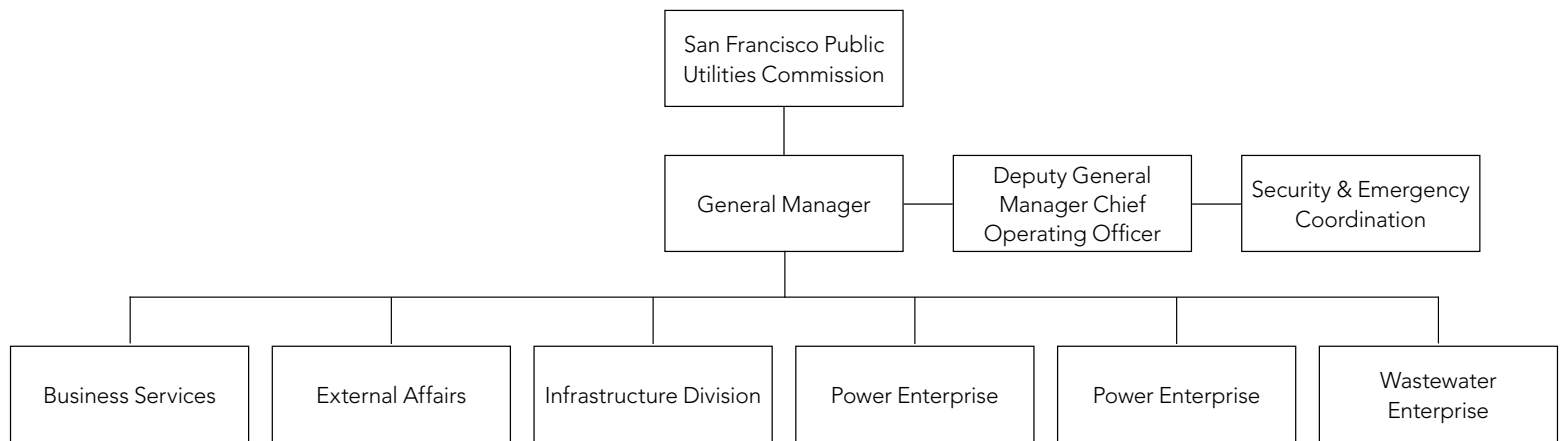 San Francisco Public
Utilities Commission
General Manager
Deputy General
Manager Chief
Operating Officer
Security & Emergency
Coordination
Business Services
External Affairs
Infrastructure Division
Power Enterprise
Power Enterprise
Wastewater
Enterprise